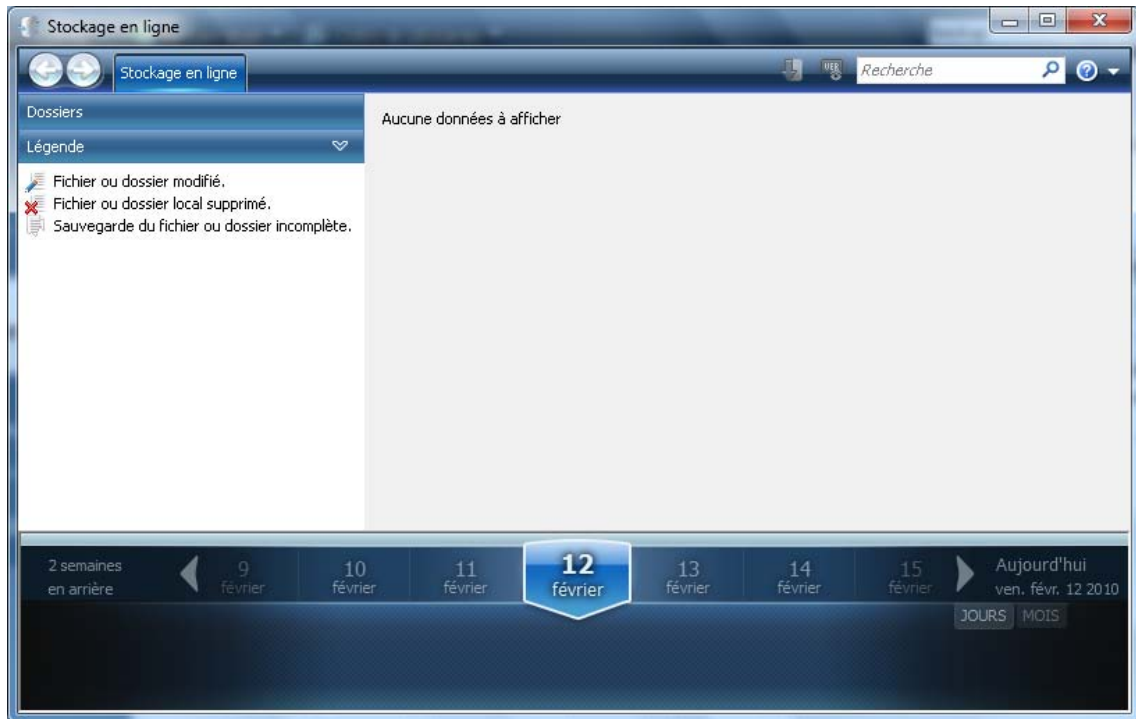 Stockage en ligne
Stockage en ligne
WEB
Recherche
Dossiers
Légende
Aucune données à afficher
Fichier ou dossier modifié.
Fichier ou dossier local supprimé.
Sauvegarde du fichier ou dossier incomplète.
2 semaines
en arrière
9
février
10
février
11
février
12
février
13
février
14
février
15
février
Aujourd'hui
ven. févr. 12 2010
JOURS MOIS